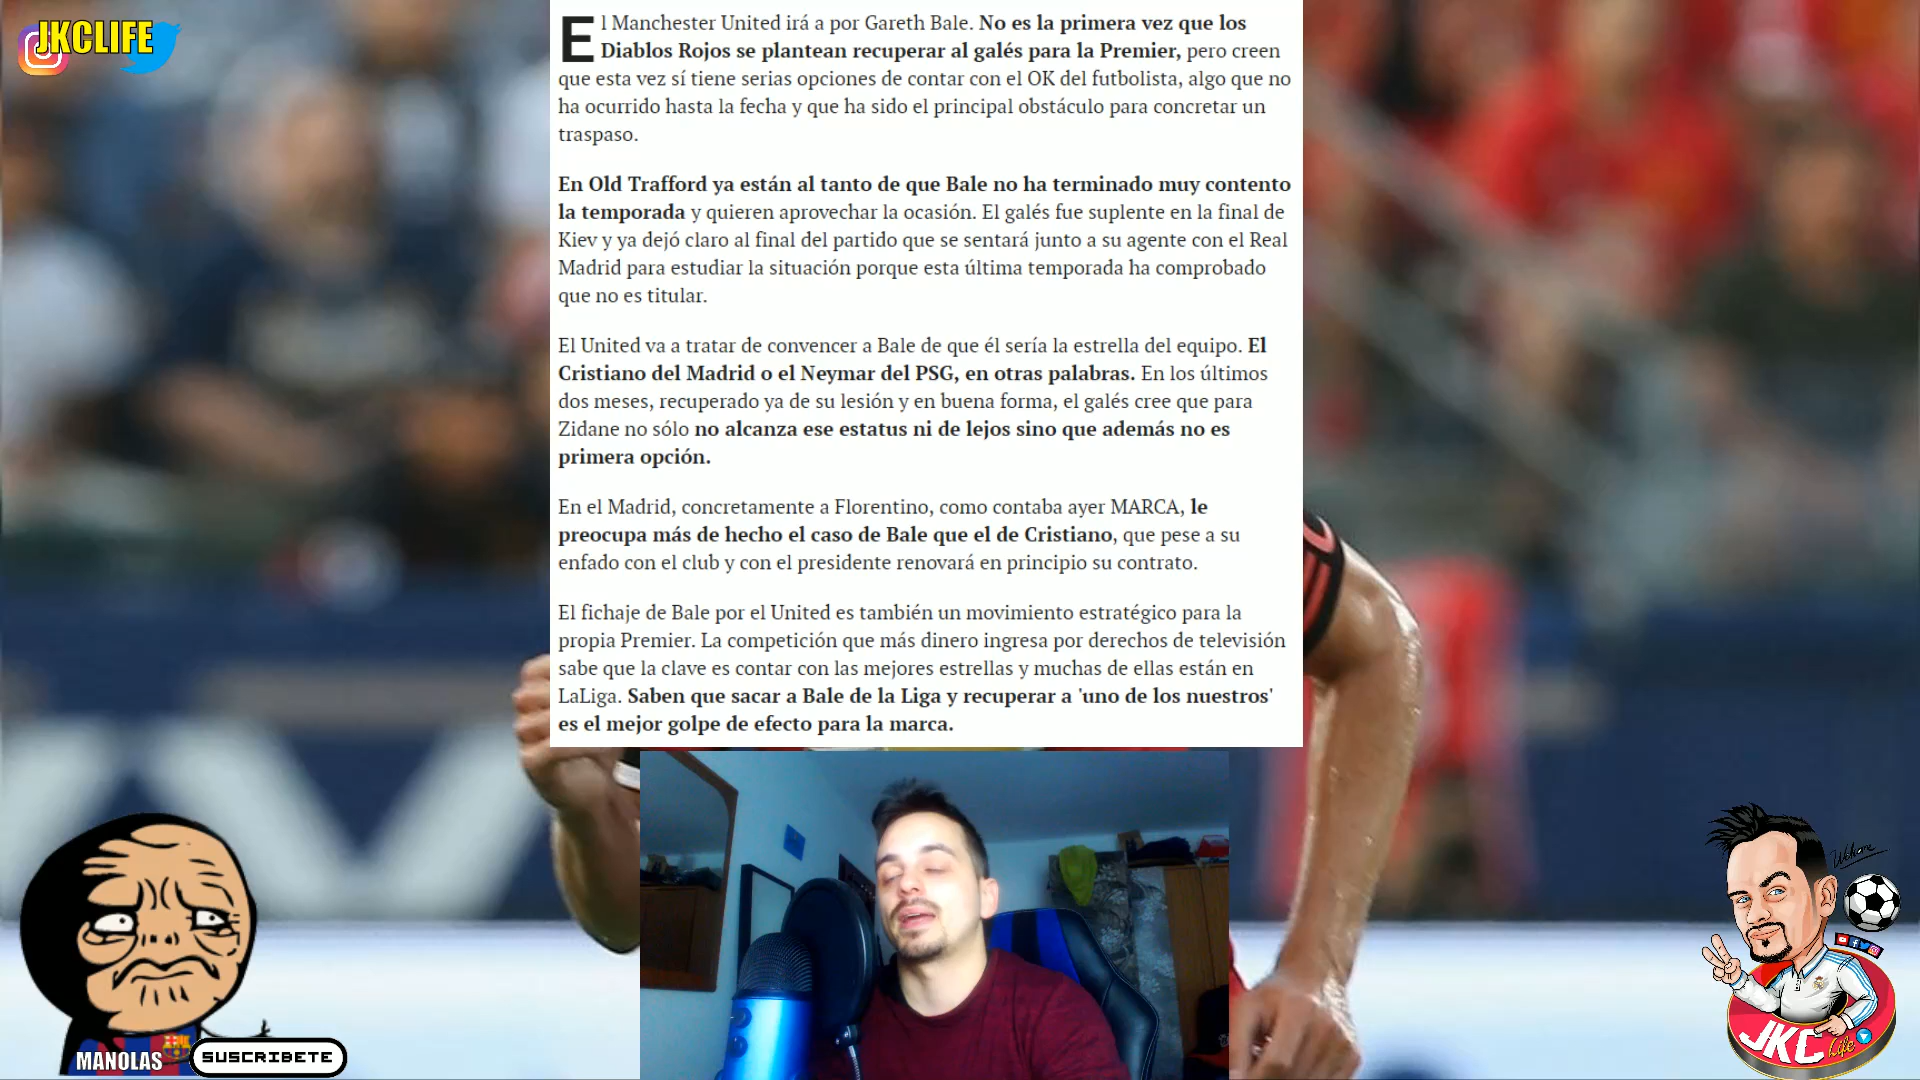 JKCLIFE
El Manchester United irá a por Gareth Bale. No es la primera vez que los
Diablos Rojos se plantean recuperar al galés para la Premier, pero creen
que esta vez sí tiene serias opciones de contar con el OK del futbolista, algo que no
ha ocurrido hasta la fecha y que ha sido el principal obstáculo para concretar un
traspaso.
En Old Trafford ya están al tanto de que Bale no ha terminado muy contento
la temporada y quieren aprovechar la ocasión. El galés fue suplente en la final de
Kiev y ya dejó claro al final del partido que se sentará junto a su agente con el Real
Madrid para estudiar la situación porque esta última temporada ha comprobado
que no es titular.
El United va a tratar de convencer a Bale de que él sería la estrella del equipo. El
Cristiano del Madrid o el Neymar del PSG, en otras palabras. En los últimos
dos meses, recuperado ya de su lesión y en buena forma, el galés cree que para
Zidane no sólo no alcanza ese estatus ni de lejos sino que además no es
primera opción.
En el Madrid, concretamente a Florentino, como contaba ayer MARCA, le
preocupa más de hecho el caso de Bale que el de Cristiano, que pese a su
enfado con el club y con el presidente renovará en principio su contrato.
El fichaje de Bale por el United es también un movimiento estratégico para la
propia Premier. La competición que más dinero ingresa por derechos de televisión
sabe que la clave es contar con las mejores estrellas y muchas de ellas están en
LaLiga. Saben que sacar a Bale de la Liga y recuperar a 'uno de los nuestros'
es el mejor golpe de efecto para la marca.
MANOLAS
SUSCRIBETE
Welcome
JKC Life